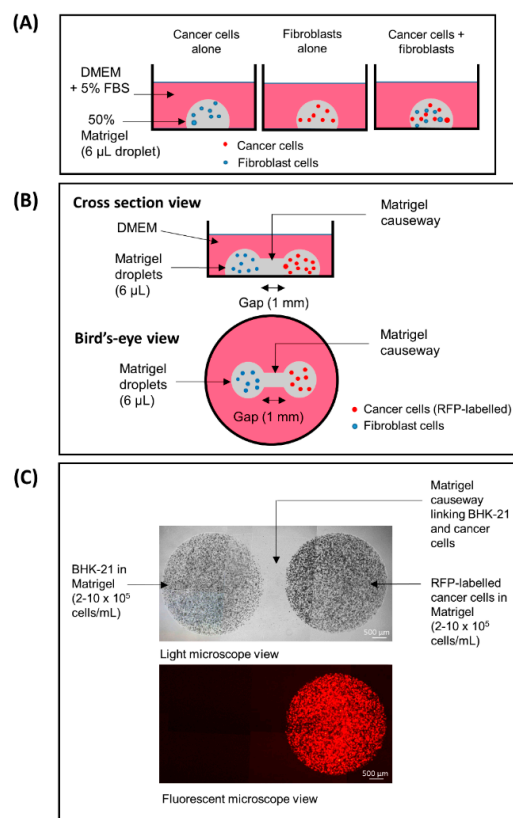 (A)
Cancer cells
alone
Fibroblasts
alone
Cancer cells +
fibroblasts
DMEM
+ 5% FBS
50%
Matrigel
(6 µL droplet)
Cancer cells
Fibroblast cells
(B)
Cross section view
Matrigel
causeway
DMEM
Matrigel
droplets
(6 µL)
Gap (1 mm)
Bird's-eye view
Matrigel
causeway
Matrigel
droplets
(6 µL)
Gap (1 mm)
Cancer cells (RFP-labelled)
Fibroblast cells
(C)
Matrigel
causeway
linking BHK-21
and cancer
cells
BHK-21 in
Matrigel
(2-10 x 10⁵
cells/mL)
RFP-labelled
cancer cells in
Matrigel
(2-10 x 10⁵
cells/mL)
500 µm
Light microscope view
500 µm
Fluorescent microscope view